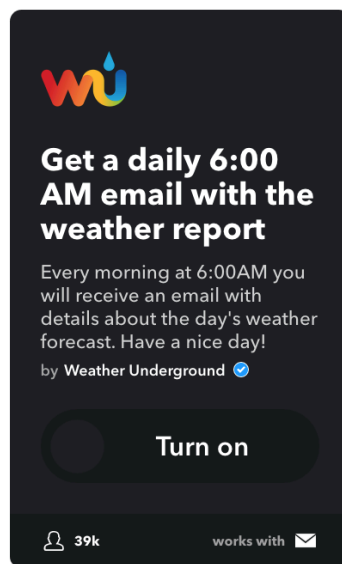 wu
Get a daily 6:00
AM email with the
weather report
Every morning at 6:00AM you
will receive an email with
details about the day's weather
forecast. Have a nice day!
by Weather Underground
Turn on
39k works with